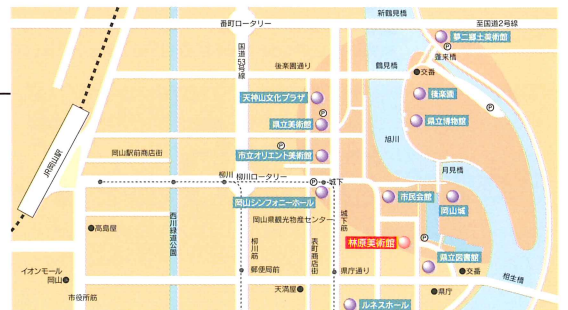 新鶴見橋
番町ロータリー
至国道2号線
夢二郷土美術館
P
蓬莱橋
国道53号線
後楽園通り
鶴見橋
交番
後楽園
天神山文化プラザ
P
県立美術館
P
県立博物館
旭川
JR岡山駅
岡山駅前商店街
市立オリエント美術館
P
月見橋
柳川
柳川ロータリー
P
城下
岡山シンフォニーホール
市民会館
岡山城
岡山県観光物産センター
高島屋
西川緑道公園
柳川筋
表町商店街
城下筋
林原美術館
P
県立図書館
イオンモール
岡山
郵便局前
県庁通り
交番
相生橋
市役所筋
天満屋
県庁
ルネスホール